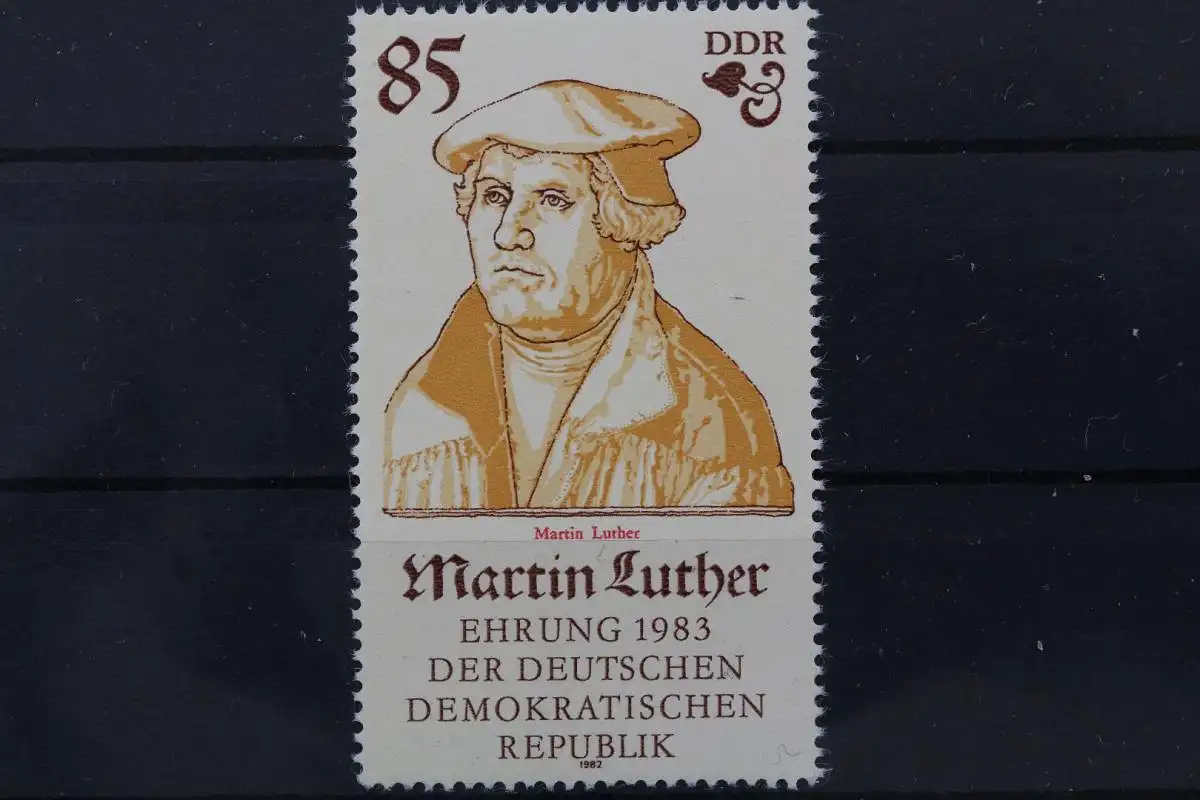 85
DDR
Martin Luther
Martin Luther
EHRUNG 1983
DER DEUTSCHEN
DEMOKRATISCHEN
REPUBLIK
1982